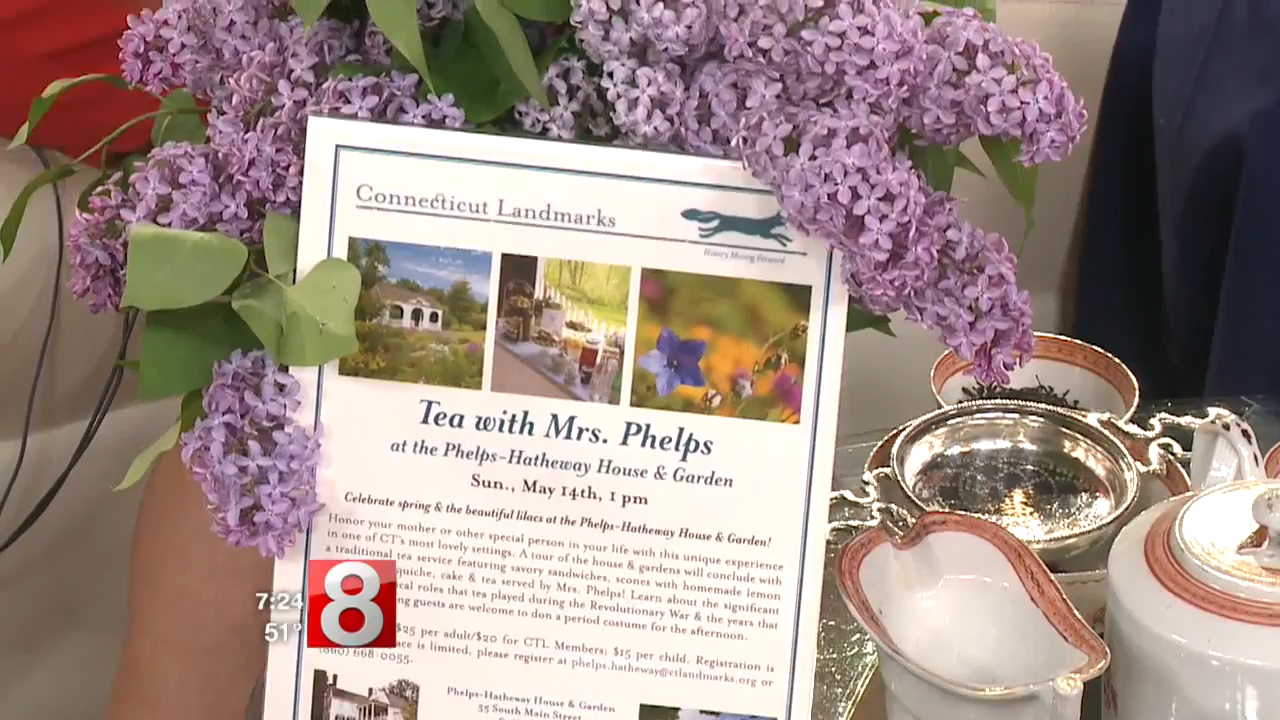 Connecticut Landmarks
History Moving Forward
Tea with Mrs. Phelps
at the Phelps-Hatheway House & Garden
Sun., May 14th, 1 pm
Celebrate spring & the beautiful lilacs at the Phelps-Hatheway House & Garden!
Honor your mother or other special person in your life with this unique experience
in one of CT's most lovely settings. A tour of the house & gardens will conclude with
a traditional tea service featuring savory sandwiches, scones with homemade lemon
quiche, cake & tea served by Mrs. Phelps! Learn about the significant
roles that tea played during the Revolutionary War & the years that
guests are welcome to don a period costume for the afternoon.
$25 per adult/$20 for CTL Members; $15 per child. Registration is
is limited, please register at phelps.hatheway@ctlandmarks.org or
(860) 668-0055.
Phelps-Hatheway House & Garden
55 South Main Street
7:24
51°
8